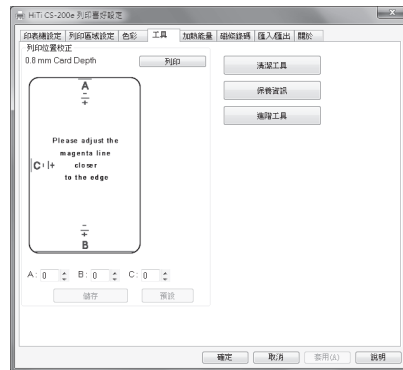 HiTi CS-200e 列印喜好設定
印表機設定 列印區域設定 色彩 工具 加熱能量 磁條錄碼 匯入/匯出 關於
列印位置校正
0.8 mm Card Depth 列印
清潔工具
保養資訊
進階工具
A
-
+
Please adjust the
magenta line
C - + closer
to the edge
-
+
B
A: 0 B: 0 C: 0
儲存 預設
確定 取消 套用(A) 說明